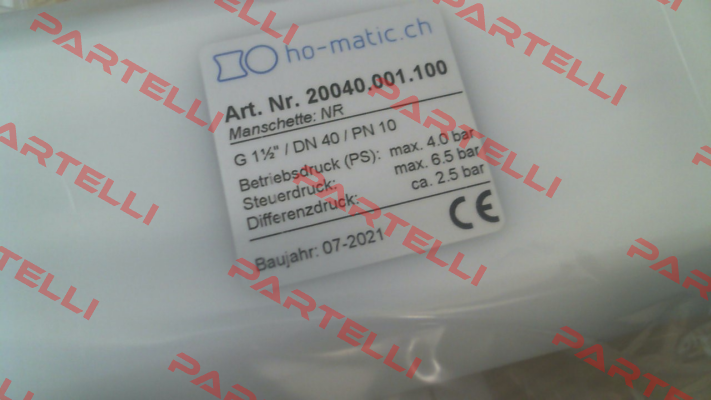 ho-matic.ch
Art. Nr. 20040.001.100
Manschette: NR
G 1½" / DN 40 / PN 10
Betriebsdruck (PS): max. 4.0 bar
Steuerdruck: max. 6.5 bar
Differenzdruck: ca. 2.5 bar
Baujahr: 07-2021
CE
PARTELLI
PARTELLI
PARTELLI
PARTELLI
PARTELLI
PARTELLI
PARTELLI
PARTELLI
PARTELLI
PARTELLI
PARTELLI